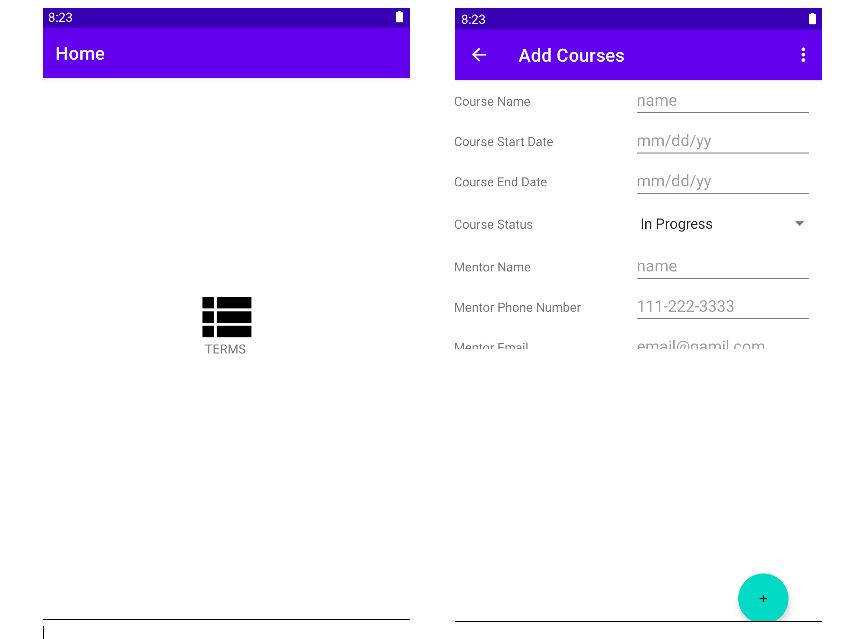 8:23
Home
TERMS
8:23
Add Courses
Course Name name
Course Start Date mm/dd/yy
Course End Date mm/dd/yy
Course Status In Progress
Mentor Name name
Mentor Phone Number 111-222-3333
Mentor Email email@gamil.com
+